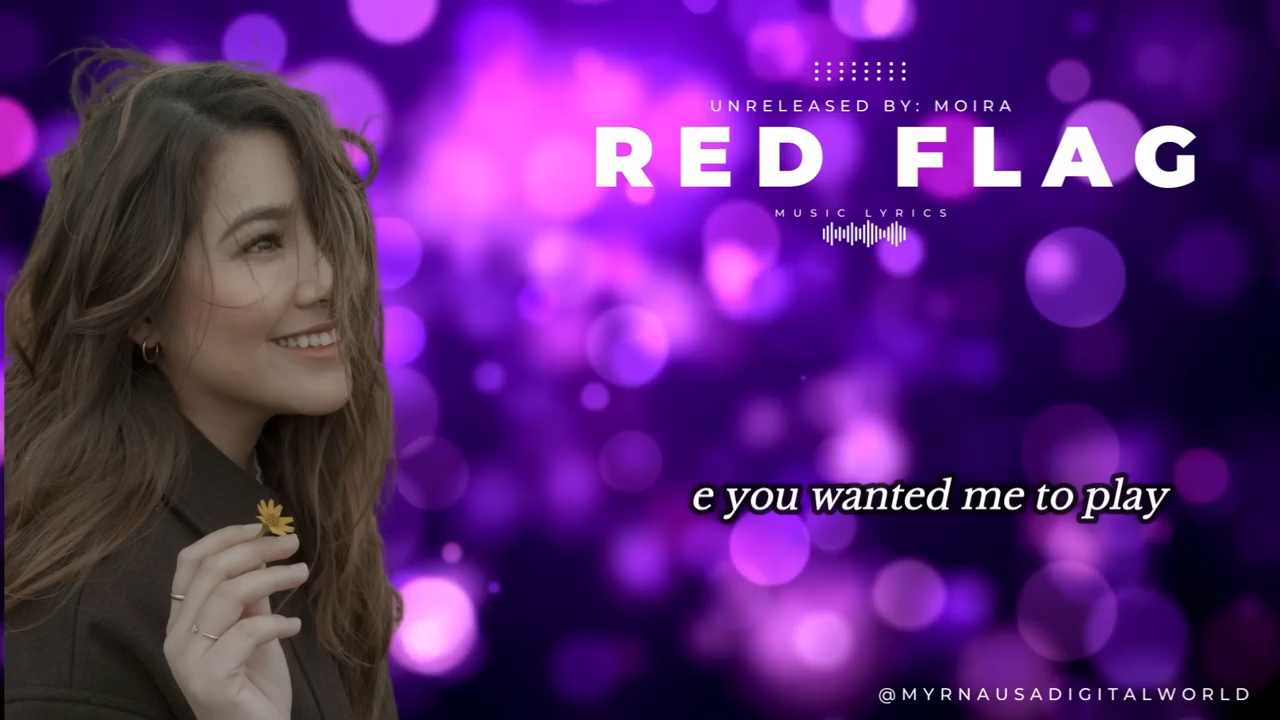 UNRELEASED BY: MOIRA
RED FLAG
MUSIC LYRICS
e you wanted me to play
@MYRNAUSADIGITALWORLD